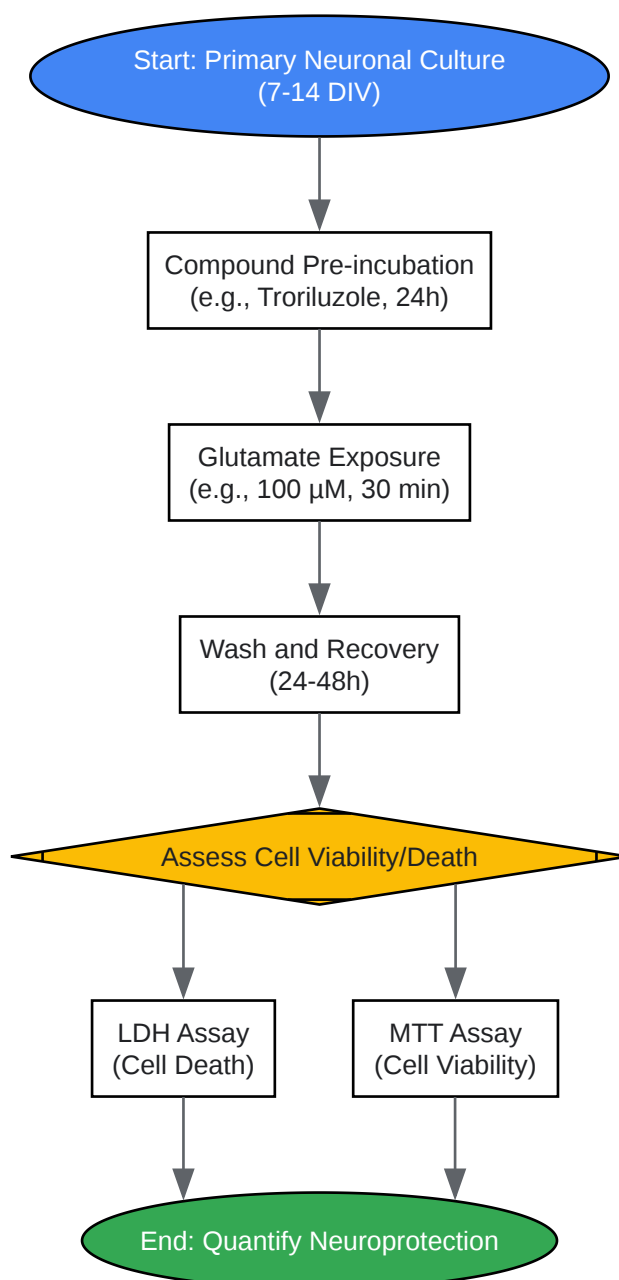 Start: Primary Neuronal Culture
(7-14 DIV)
Compound Pre-incubation
(e.g., Troriluzole, 24h)
Glutamate Exposure
(e.g., 100 µM, 30 min)
Wash and Recovery
(24-48h)
Assess Cell Viability/Death
LDH Assay
(Cell Death)
MTT Assay
(Cell Viability)
End: Quantify Neuroprotection